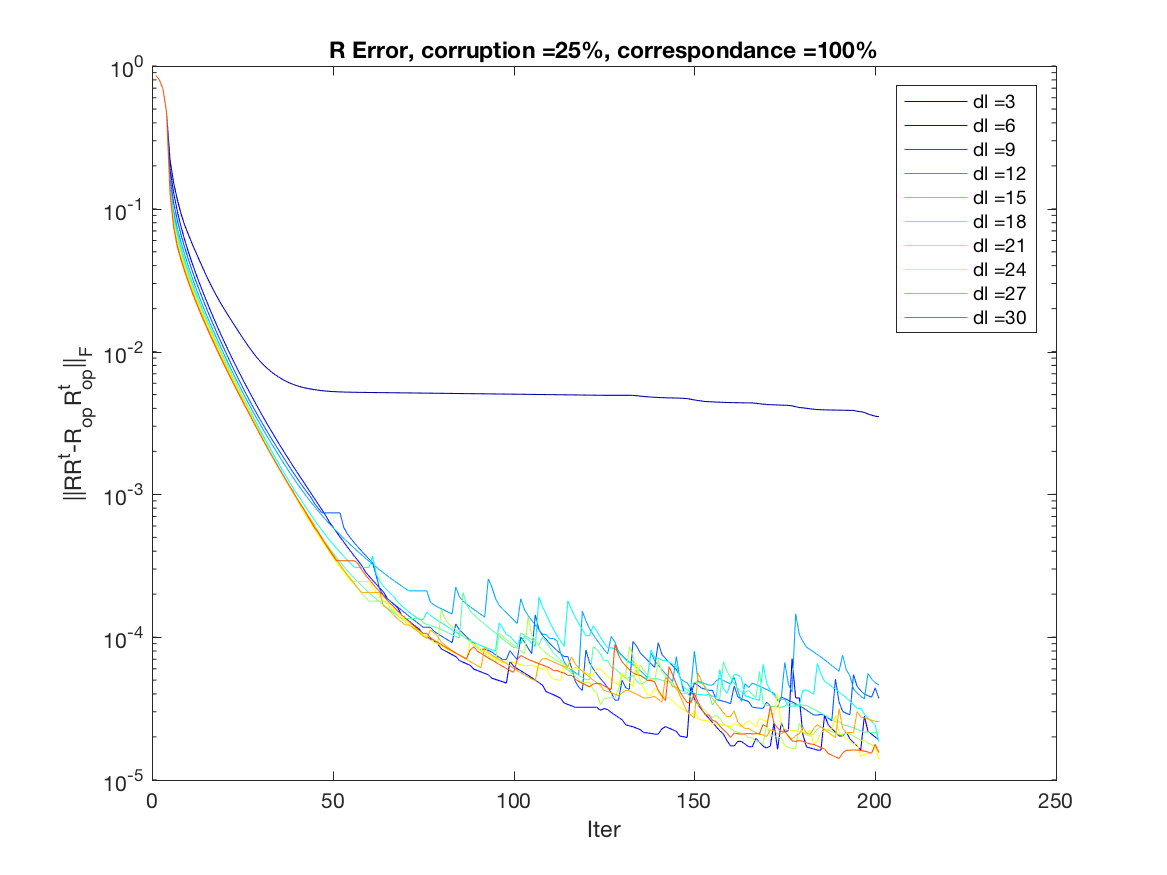 R Error, corruption =25%, correspondance =100%
10^0
10^-1
10^-2
10^-3
10^-4
10^-5
||RR^t-R_op R_op^t||_F
dl =3
dl =6
dl =9
dl =12
dl =15
dl =18
dl =21
dl =24
dl =27
dl =30
0 50 100 150 200 250
Iter